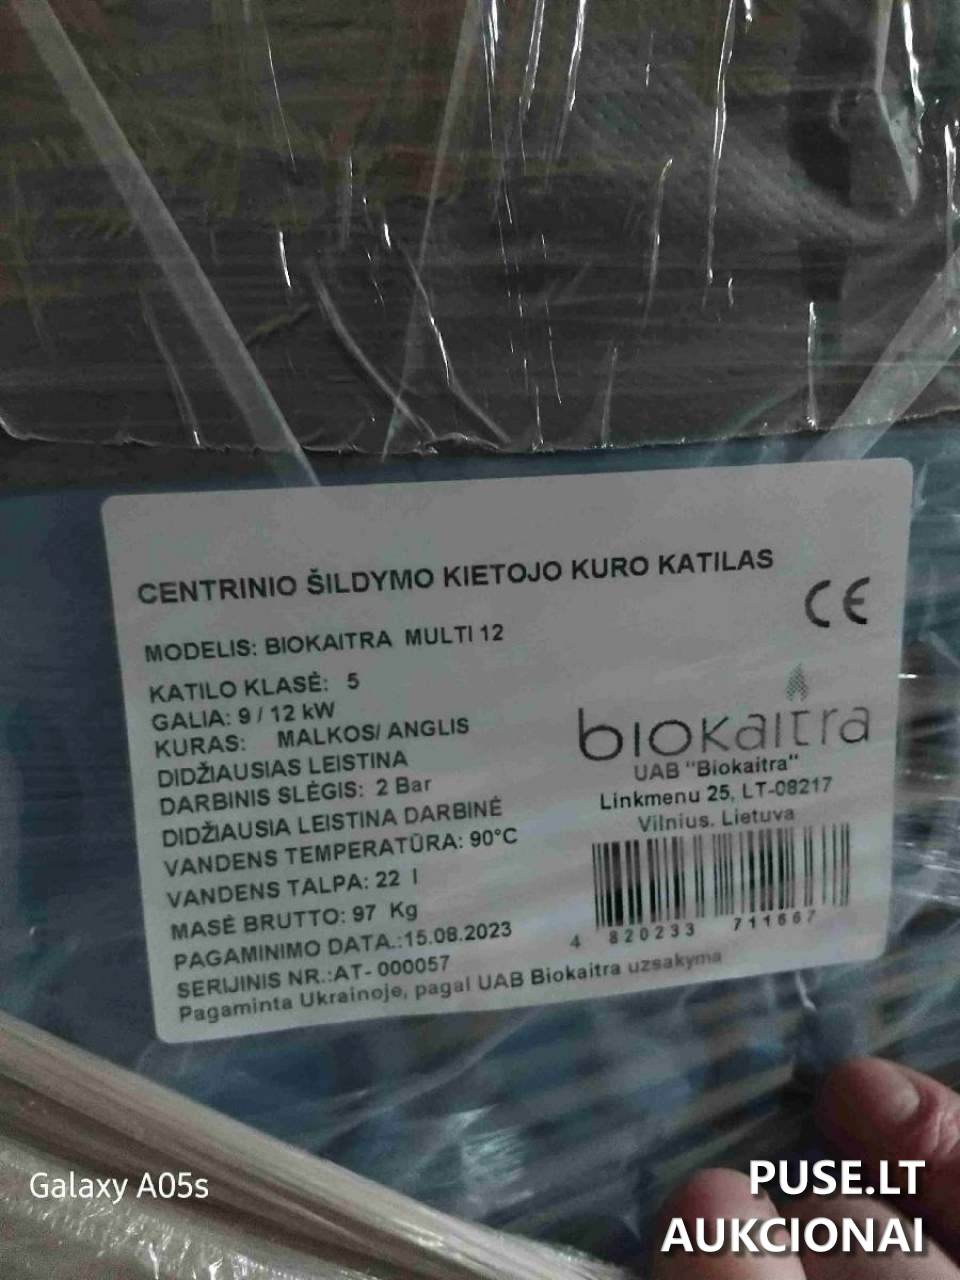 CENTRINIO ŠILDYMO KIETOJO KURO KATILAS
CE
MODELIS: BIOKAITRA MULTI 12
KATILO KLASĖ: 5
GALIA: 9 / 12 kW
KURAS: MALKOS/ ANGLIS
DIDŽIAUSIAS LEISTINA
DARBINIS SLĖGIS: 2 Bar
DIDŽIAUSIA LEISTINA DARBINĖ
VANDENS TEMPERATŪRA: 90°C
VANDENS TALPA: 22 l
MASĖ BRUTTO: 97 Kg
PAGAMINIMO DATA.:15.08.2023
SERIJINIS NR.:AT- 000057
Pagaminta Ukrainoje, pagal UAB Biokaitra uzsakyma
biokaitra
UAB "Biokaitra"
Linkmenu 25, LT-08217
Vilnius. Lietuva
4 820233 711667
Galaxy A05s
PUSE.LT
AUKCIONAI